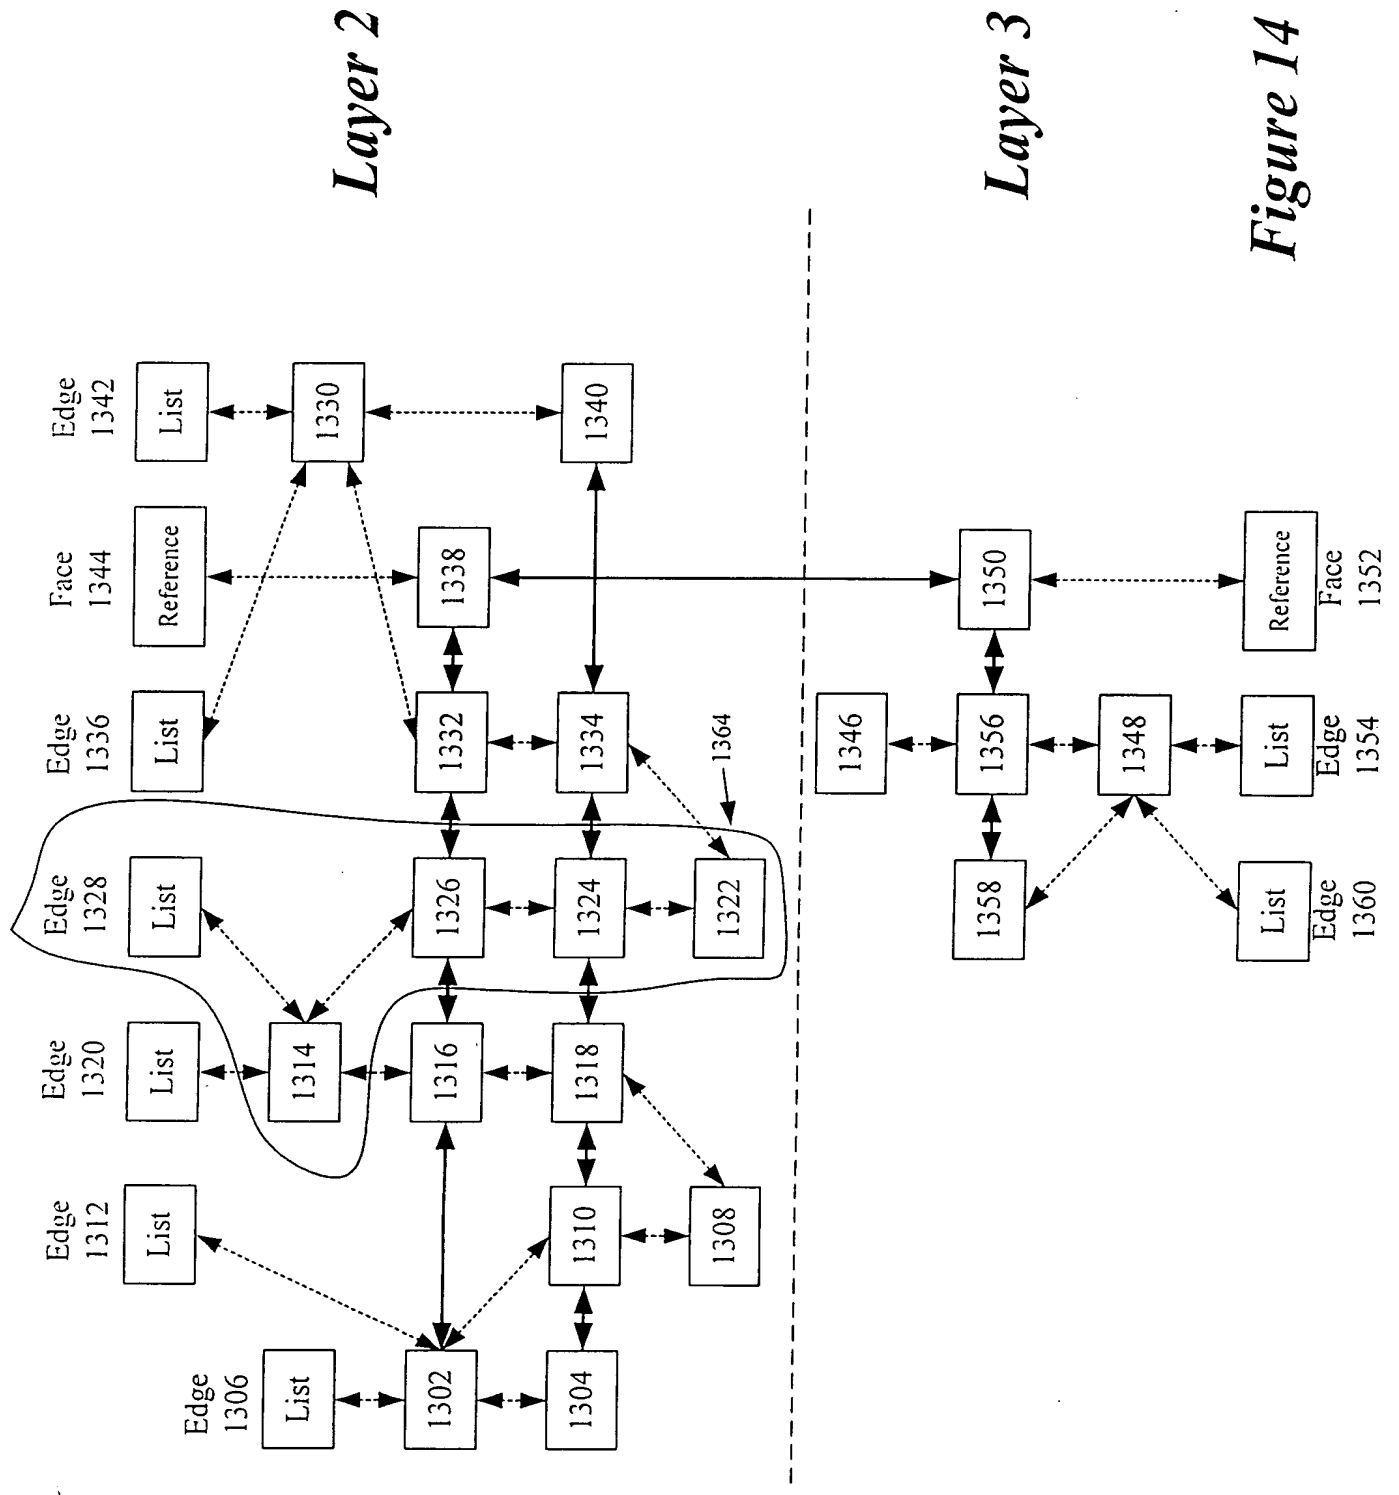 Edge
1306
List
1302
1304
Edge
1312
List
1310
1308
Edge
1320
List
1314
1316
1318
Edge
1328
List
1326
1324
1322
1364
Edge
1336
List
1332
1334
Face
1344
Reference
1338
Edge
1342
List
1330
1340
Layer 2
1358
List
Edge
1360
1346
1356
1348
List
Edge
1354
1350
Reference
Face
1352
Layer 3
Figure 14